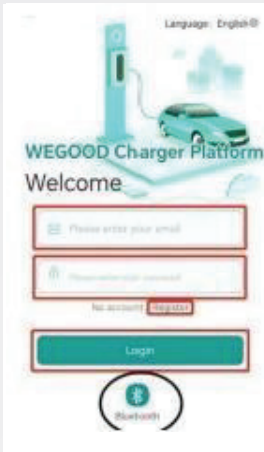 Language: English
WEGOOD Charger Platform
Welcome
Please enter your email
Please enter your password
No account? Register
Login
Bluetooth